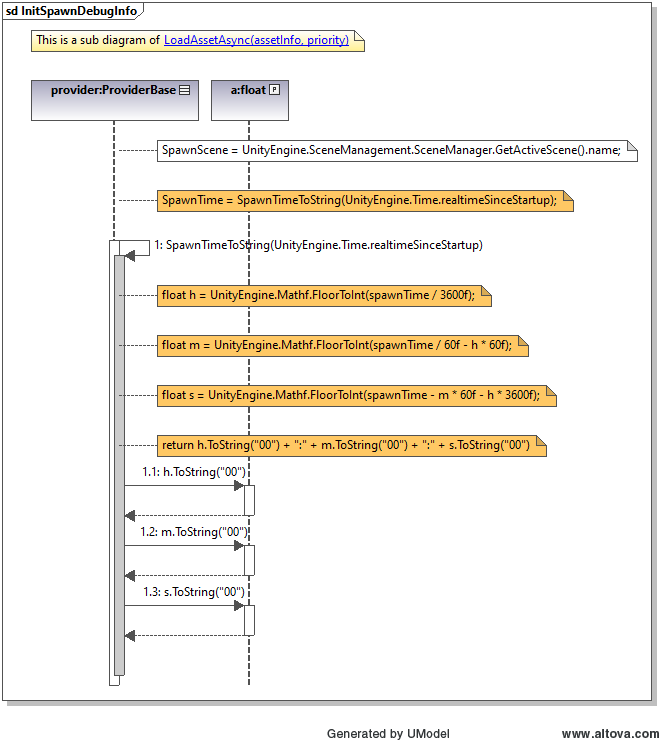 sd InitSpawnDebugInfo
This is a sub diagram of LoadAssetAsync(assetInfo, priority)
provider:ProviderBase
a:float P
SpawnScene = UnityEngine.SceneManagement.SceneManager.GetActiveScene().name;
SpawnTime = SpawnTimeToString(UnityEngine.Time.realtimeSinceStartup);
1: SpawnTimeToString(UnityEngine.Time.realtimeSinceStartup)
float h = UnityEngine.Mathf.FloorToInt(spawnTime / 3600f);
float m = UnityEngine.Mathf.FloorToInt(spawnTime / 60f - h * 60f);
float s = UnityEngine.Mathf.FloorToInt(spawnTime - m * 60f - h * 3600f);
return h.ToString("00") + ":" + m.ToString("00") + ":" + s.ToString("00")
1.1: h.ToString("00")
1.2: m.ToString("00")
1.3: s.ToString("00")
Generated by UModel
www.altova.com